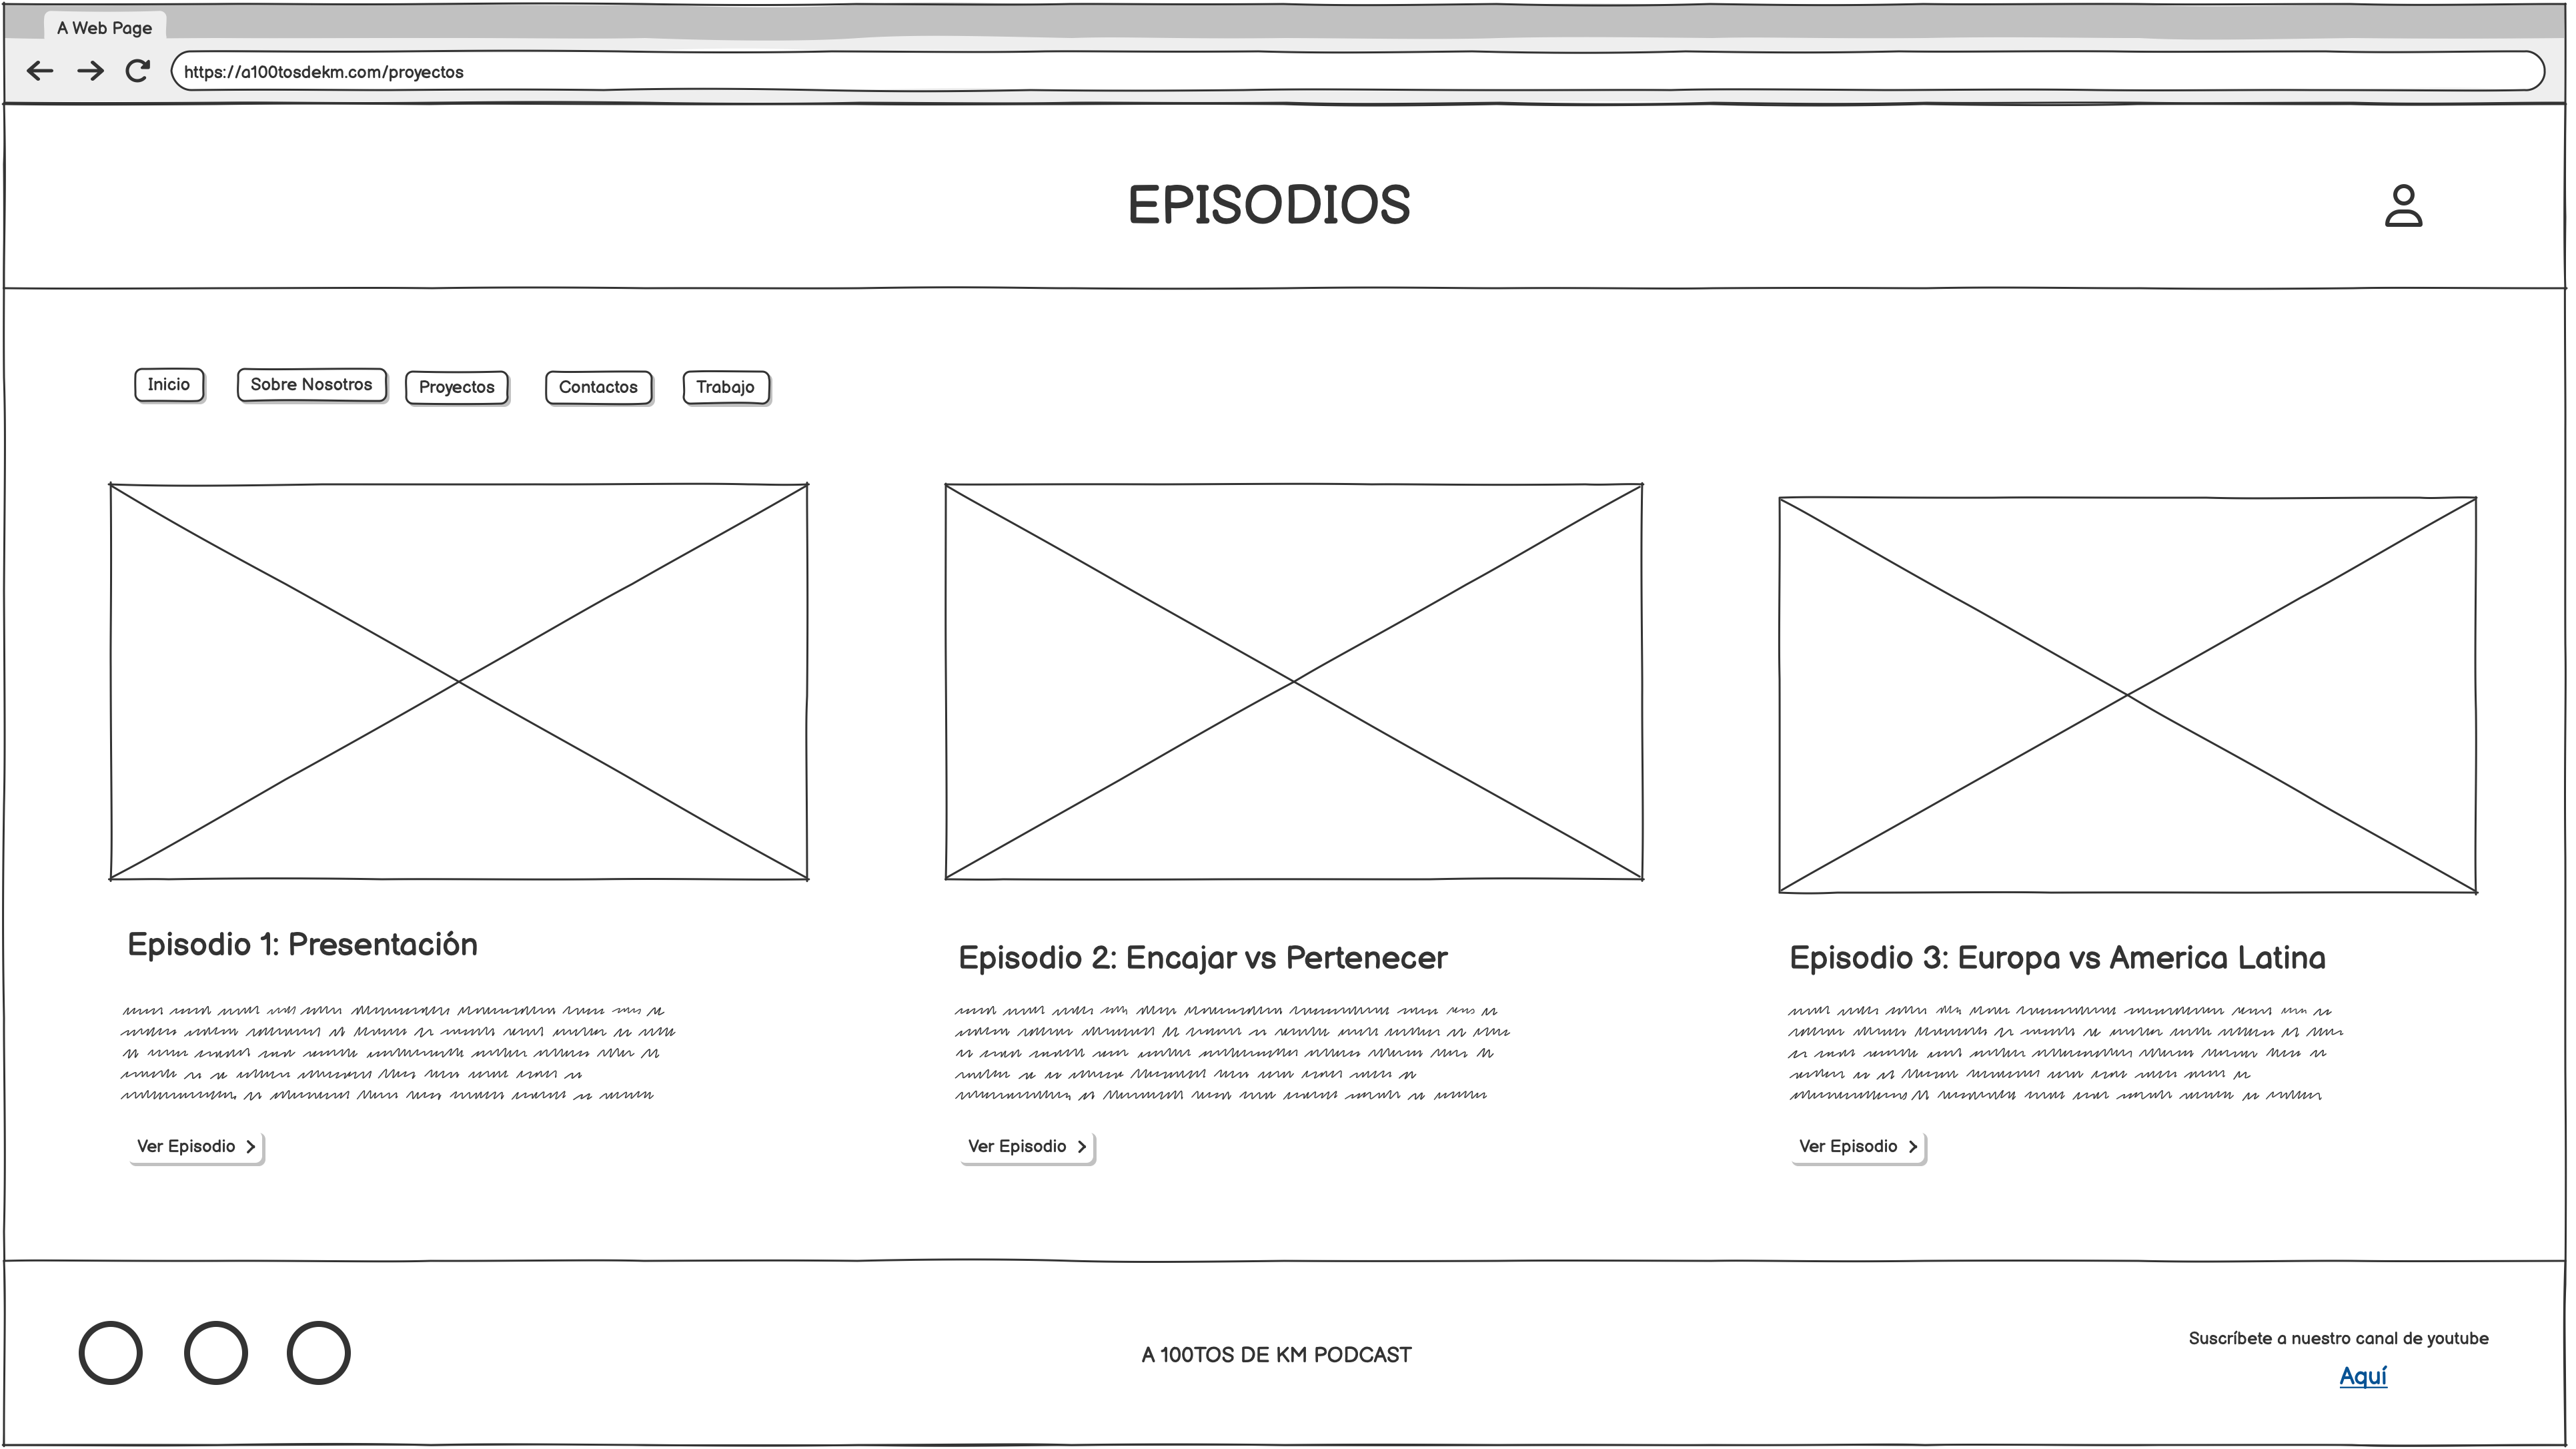 A Web Page
https://a100tosdekm.com/proyectos
EPISODIOS
Inicio
Sobre Nosotros
Proyectos
Contactos
Trabajo
Episodio 1: Presentación
Ver Episodio
Episodio 2: Encajar vs Pertenecer
Ver Episodio
Episodio 3: Europa vs America Latina
Ver Episodio
A 100TOS DE KM PODCAST
Suscríbete a nuestro canal de youtube
Aquí